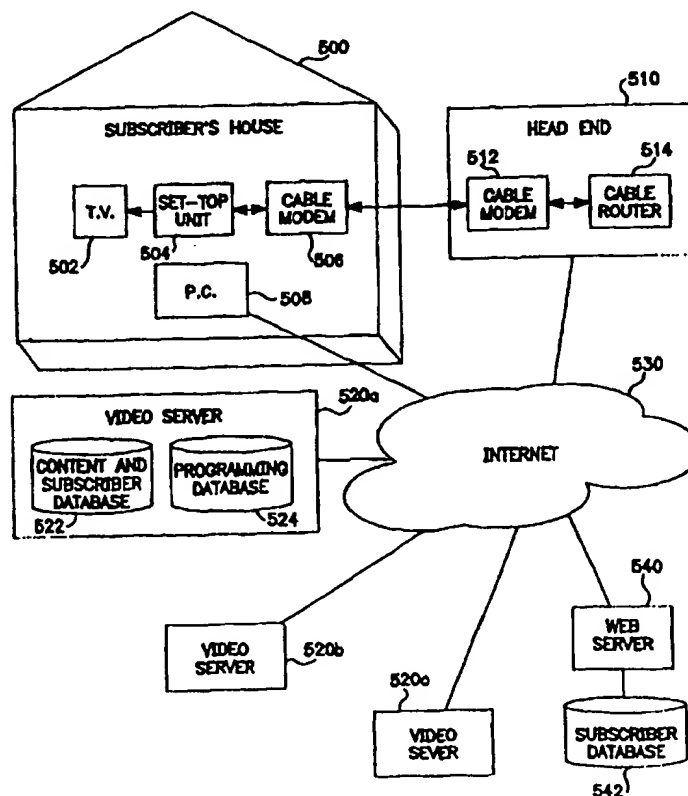 500
510
SUBSCRIBER'S HOUSE
HEAD END
512
514
T.V.
SET-TOP
UNIT
CABLE
MODEM
CABLE
MODEM
CABLE
ROUTER
502
504
506
P.C.
508
520a
530
VIDEO SERVER
CONTENT AND
SUBSCRIBER
DATABASE
PROGRAMMING
DATABASE
INTERNET
522
524
540
WEB
SERVER
VIDEO
SERVER
520b
520c
VIDEO
SEVER
SUBSCRIBER
DATABASE
542